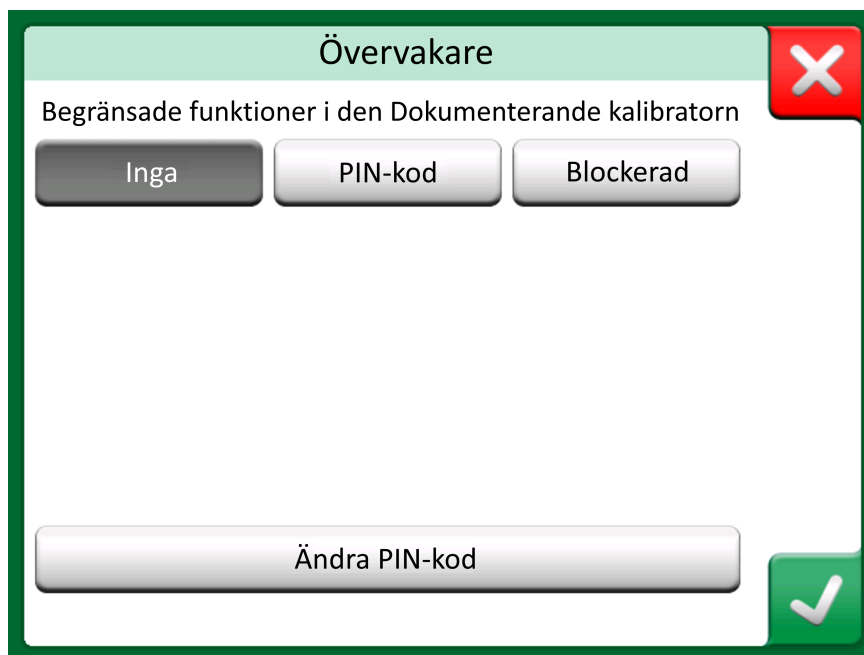 Övervakare
Begränsade funktioner i den Dokumenterande kalibratorn
Inga PIN-kod Blockerad
Ändra PIN-kod